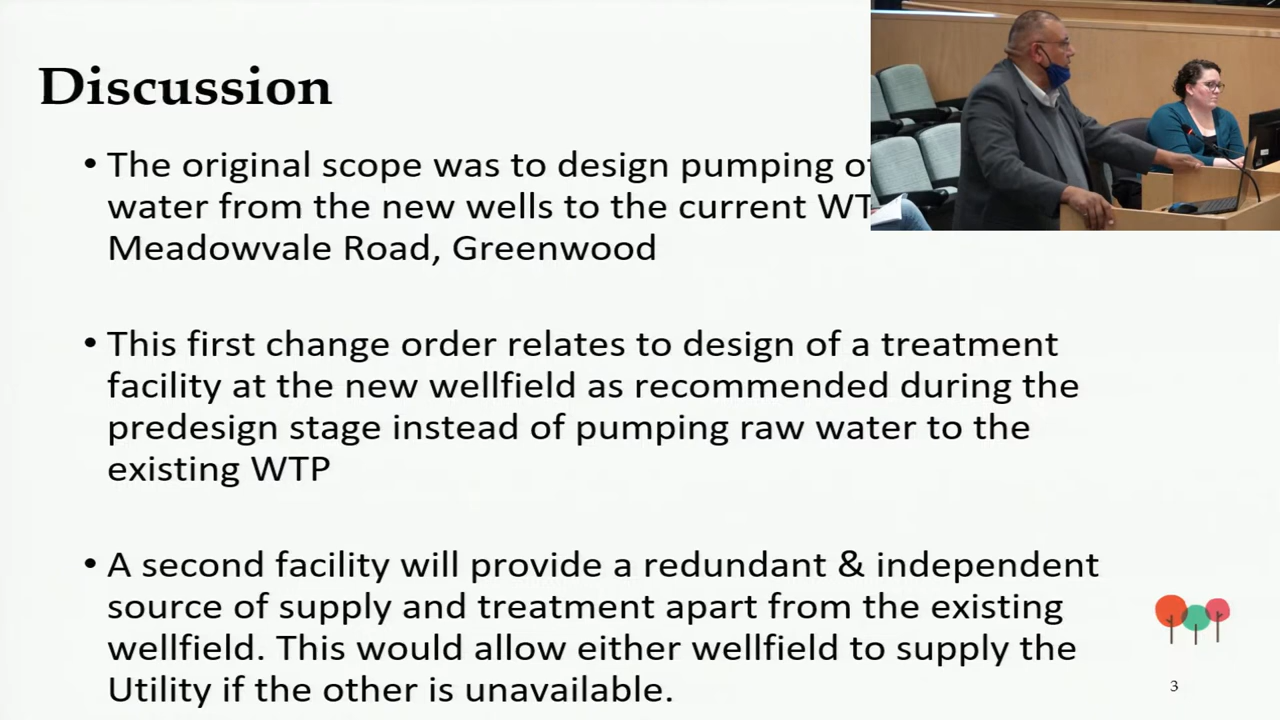 Discussion
• The original scope was to design pumping
water from the new wells to the current
Meadowvale Road, Greenwood
• This first change order relates to design of a treatment
facility at the new wellfield as recommended during the
predesign stage instead of pumping raw water to the
existing WTP
• A second facility will provide a redundant & independent
source of supply and treatment apart from the existing
wellfield. This would allow either wellfield to supply the
Utility if the other is unavailable.
3